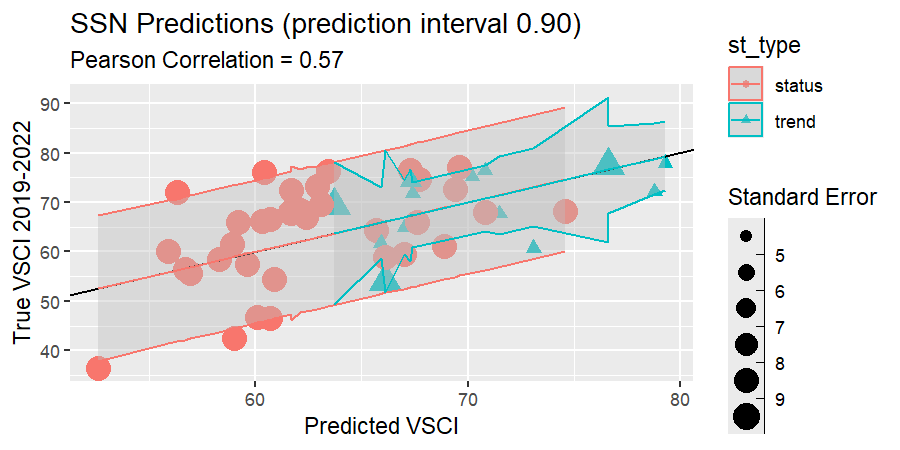 SSN Predictions (prediction interval 0.90)
Pearson Correlation = 0.57
True VSCI 2019-2022
90
80
70
60
50
40
60
70
80
Predicted VSCI
st_type
status
trend
Standard Error
5
6
7
8
9